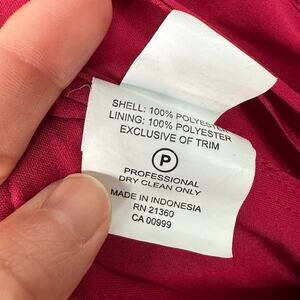 SHELL: 100% POLYESTER
LINING: 100% POLYESTER
EXCLUSIVE OF TRIM
P
PROFESSIONAL
DRY CLEAN ONLY
MADE IN INDONESIA
RN 21360
CA 00999